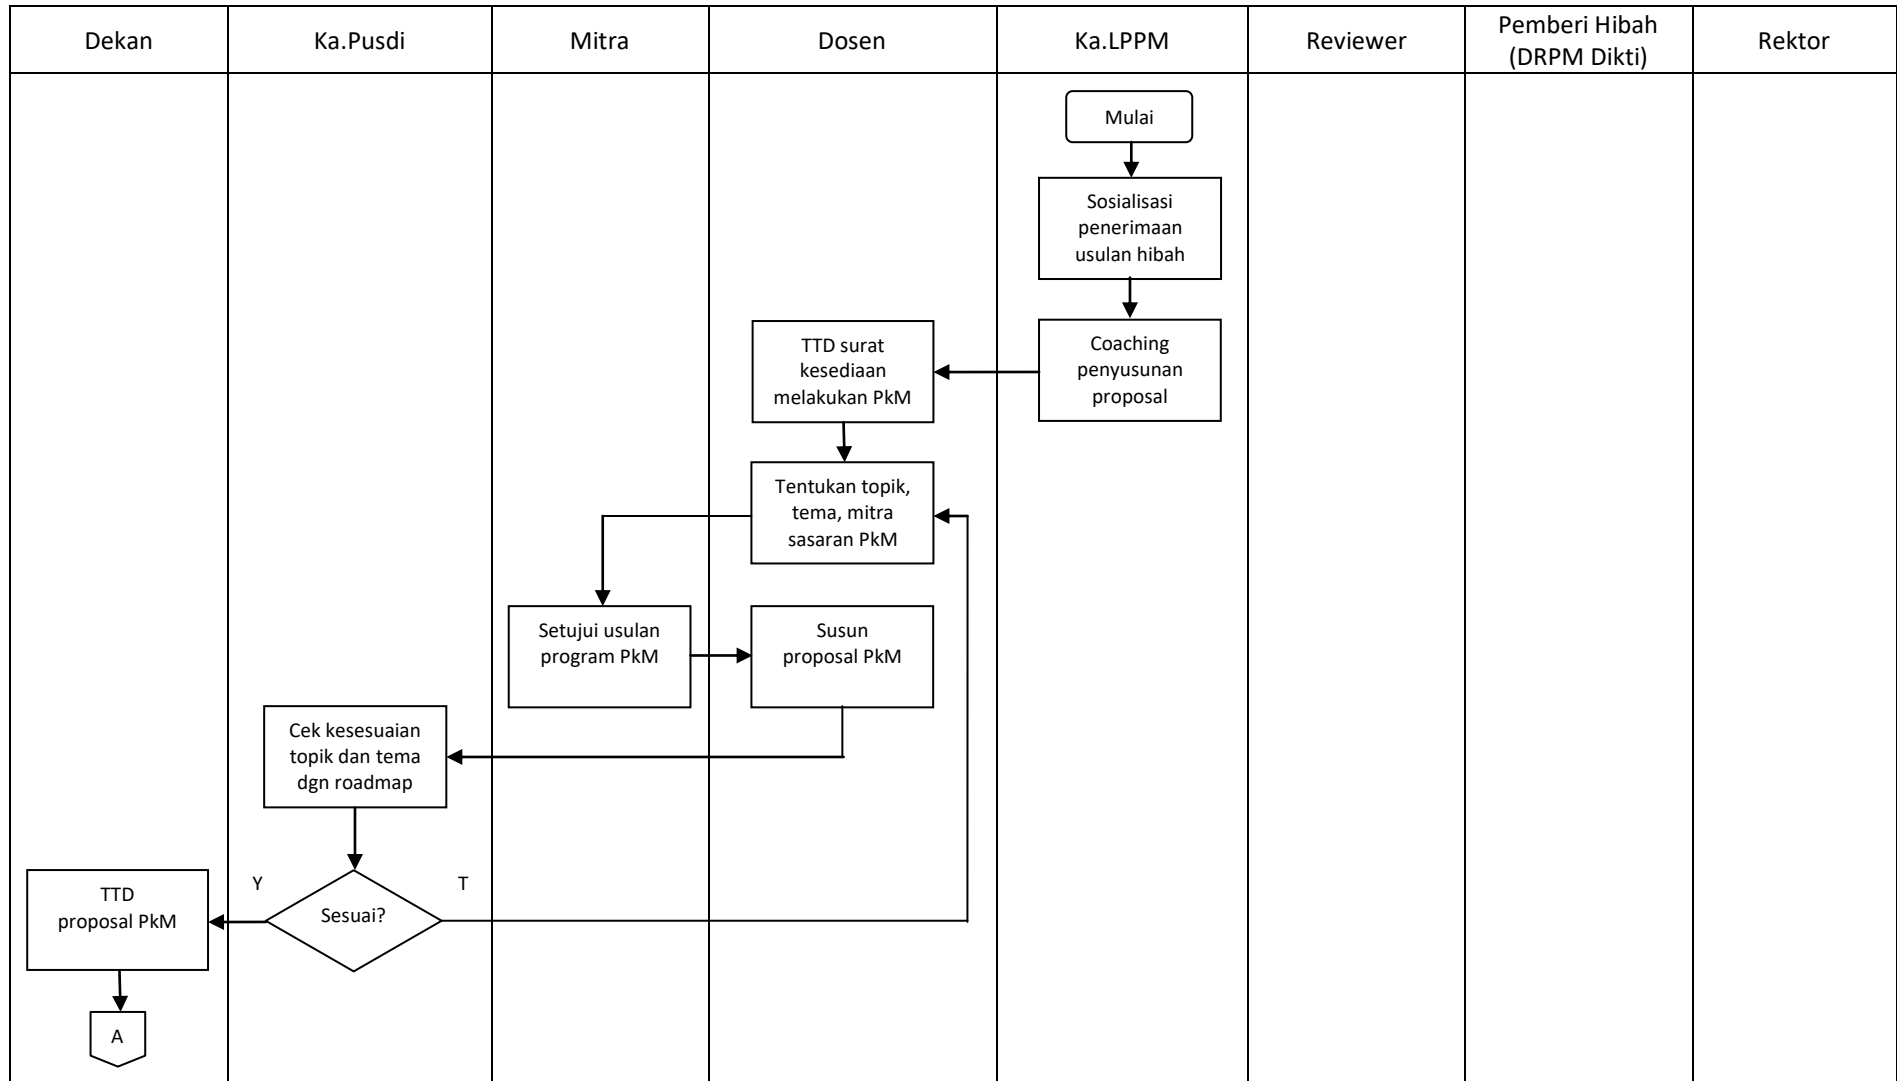 Dekan
Ka.Pusdi
Mitra
Dosen
Ka.LPPM
Reviewer
Pemberi Hibah
(DRPM Dikti)
Rektor
Mulai
Sosialisasi
penerimaan
usulan hibah
Coaching
penyusunan
proposal
TTD surat
kesediaan
melakukan PkM
Tentukan topik,
tema, mitra
sasaran PkM
Setujui usulan
program PkM
Susun
proposal PkM
Cek kesesuaian
topik dan tema
dgn roadmap
Sesuai?
Y
T
TTD
proposal PkM
A